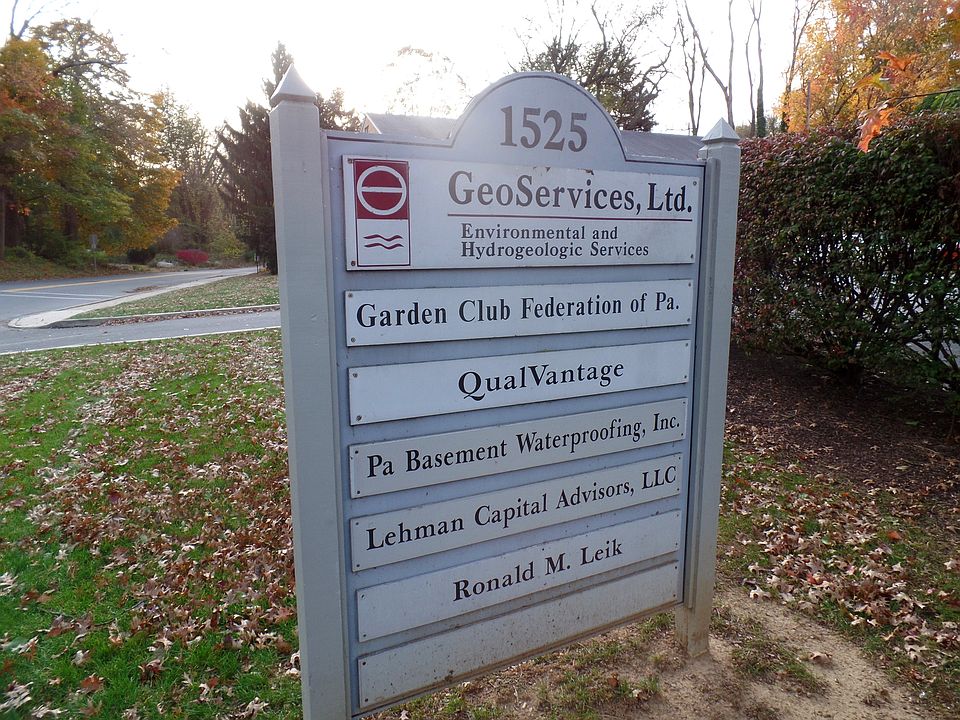 1525
GeoServices, Ltd.
Environmental and
Hydrogeologic Services
Garden Club Federation of Pa.
QualVantage
Pa Basement Waterproofing, Inc.
Lehman Capital Advisors, LLC
Ronald M. Leik